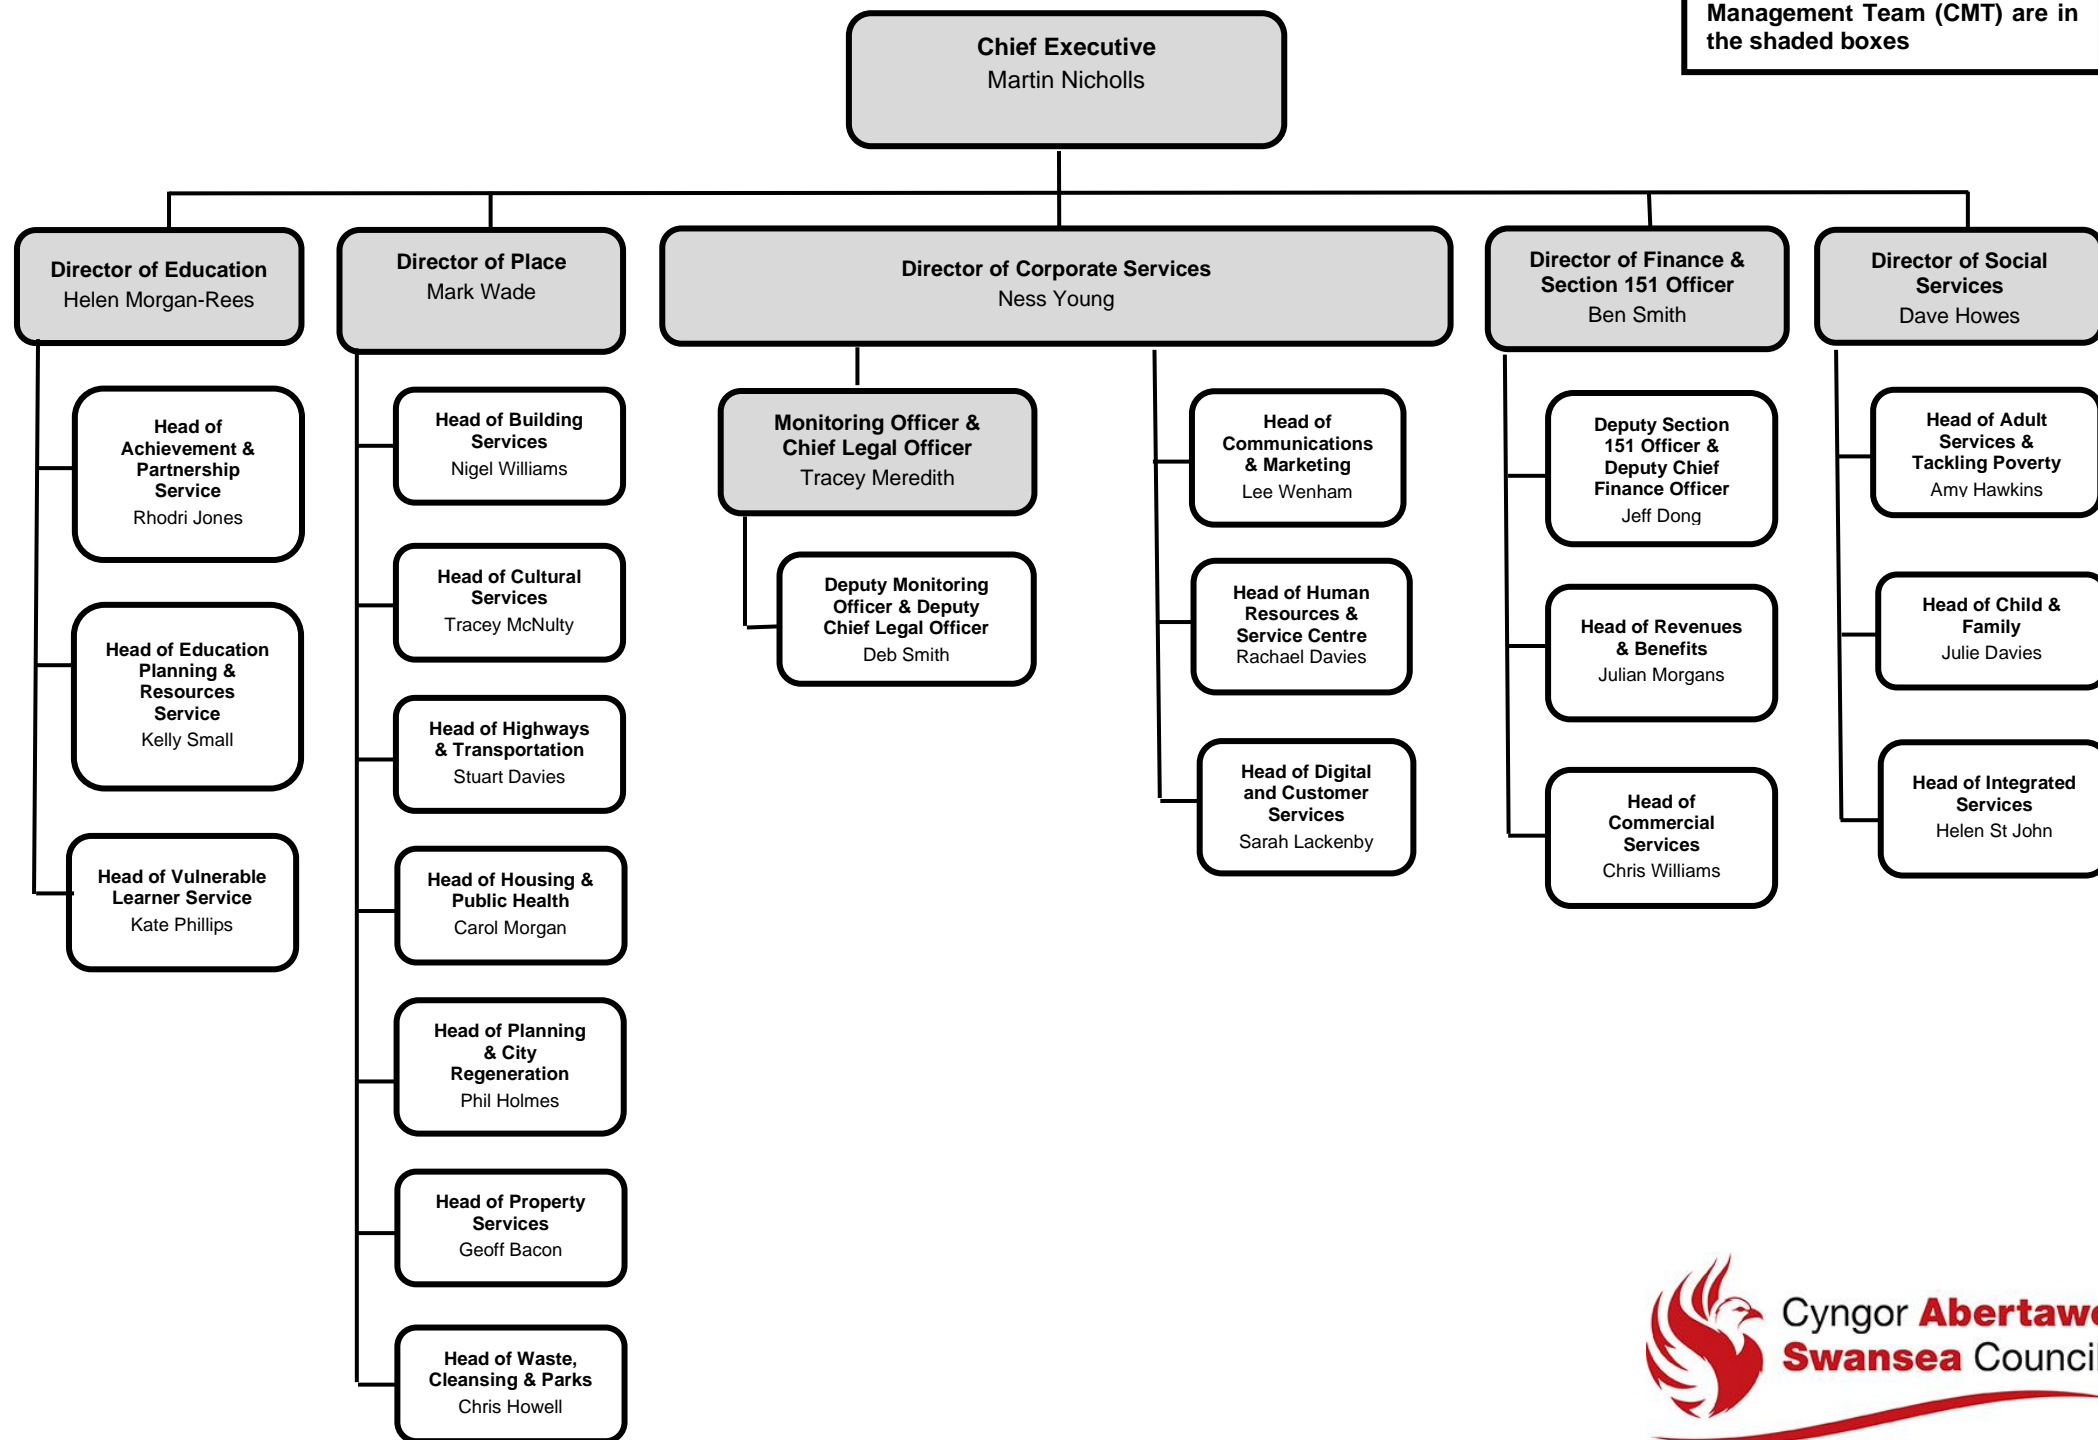 Management Team (CMT) are in
the shaded boxes
Chief Executive
Martin Nicholls
Director of Education
Helen Morgan-Rees
Head of
Achievement &
Partnership
Service
Rhodri Jones
Head of Education
Planning &
Resources
Service
Kelly Small
Head of Vulnerable
Learner Service
Kate Phillips
Director of Place
Mark Wade
Head of Building
Services
Nigel Williams
Head of Cultural
Services
Tracey McNulty
Head of Highways
& Transportation
Stuart Davies
Head of Housing &
Public Health
Carol Morgan
Head of Planning
& City
Regeneration
Phil Holmes
Head of Property
Services
Geoff Bacon
Head of Waste,
Cleansing & Parks
Chris Howell
Director of Corporate Services
Ness Young
Monitoring Officer &
Chief Legal Officer
Tracey Meredith
Deputy Monitoring
Officer & Deputy
Chief Legal Officer
Deb Smith
Head of
Communications
& Marketing
Lee Wenham
Head of Human
Resources &
Service Centre
Rachael Davies
Head of Digital
and Customer
Services
Sarah Lackenby
Director of Finance &
Section 151 Officer
Ben Smith
Deputy Section
151 Officer &
Deputy Chief
Finance Officer
Jeff Dong
Head of Revenues
& Benefits
Julian Morgans
Head of
Commercial
Services
Chris Williams
Director of Social
Services
Dave Howes
Head of Adult
Services &
Tackling Poverty
Amy Hawkins
Head of Child &
Family
Julie Davies
Head of Integrated
Services
Helen St John
Cyngor Abertawe
Swansea Council